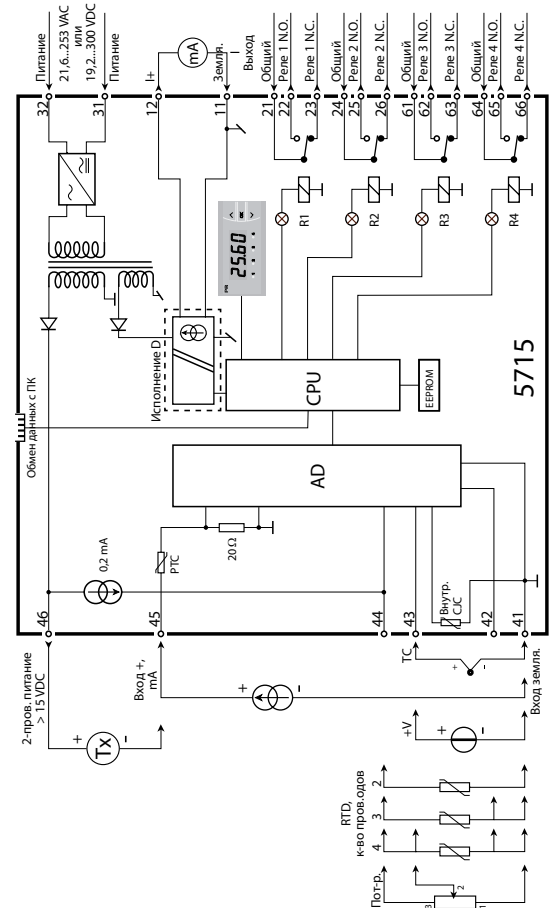 Питание
21,6...253 VAC
или
19,2...300 VDC
Питание
I+
mA
Земля.
Выход
Общий
Реле 1 N.O.
Реле 1 N.C.
Общий
Реле 2 N.O.
Реле 2 N.C.
Общий
Реле 3 N.O.
Реле 3 N.C.
Общий
Реле 4 N.O.
Реле 4 N.C.
32
31
12
11
21
22
23
24
25
26
61
62
63
64
65
66
R1
R2
R3
R4
25.60
OK
Исполнение D
Обмен данных с ПК
CPU
EEPROM
5715
AD
0,2 mA
PTC
20 Ω
Внутр.
CJC
46
45
44
43
42
41
2-пров. питание
> 15 VDC
Tx
+
-
Вход +,
mA
+
-
TC
+
-
Вход земля.
+V
+
-
RTD,
к-во пров.одов
2
3
4
Пот-р.
3
2
1